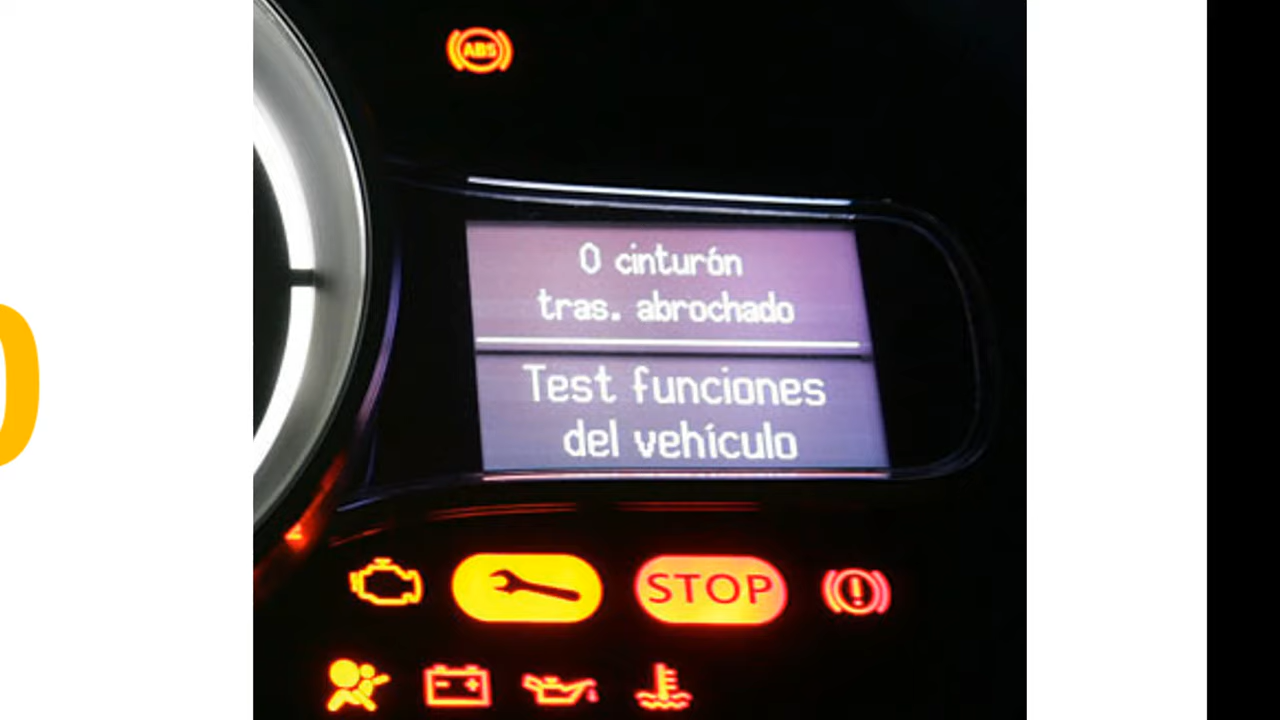 ABS
0 cinturón
tras. abrochado
Test funciones
del vehículo
STOP